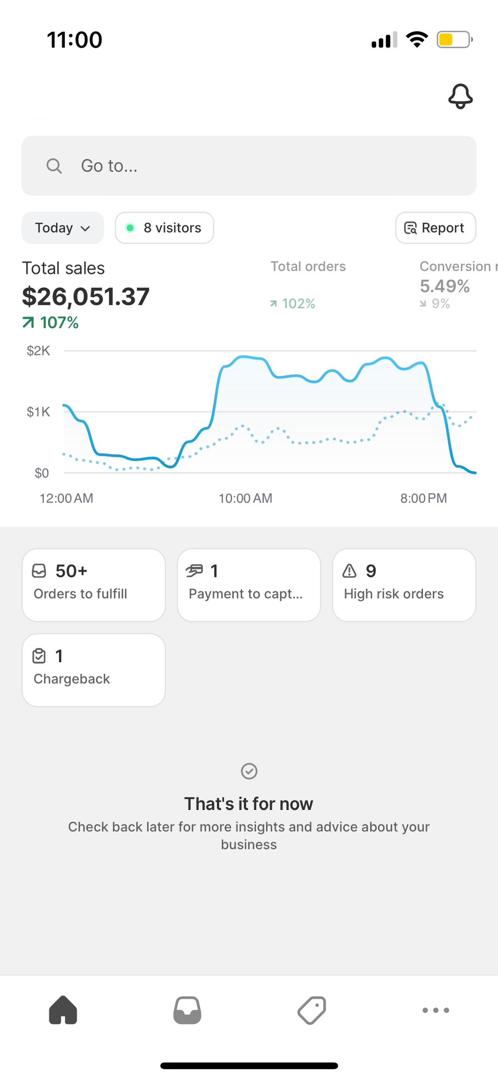 11:00
Go to...
Today
8 visitors
Report
Total sales
Total orders
Conversion
$26,051.37
5.49%
107%
102%
9%
$2K
$1K
$0
12:00 AM
10:00 AM
8:00 PM
50+
Orders to fulfill
1
Payment to capt...
9
High risk orders
1
Chargeback
That's it for now
Check back later for more insights and advice about your
business